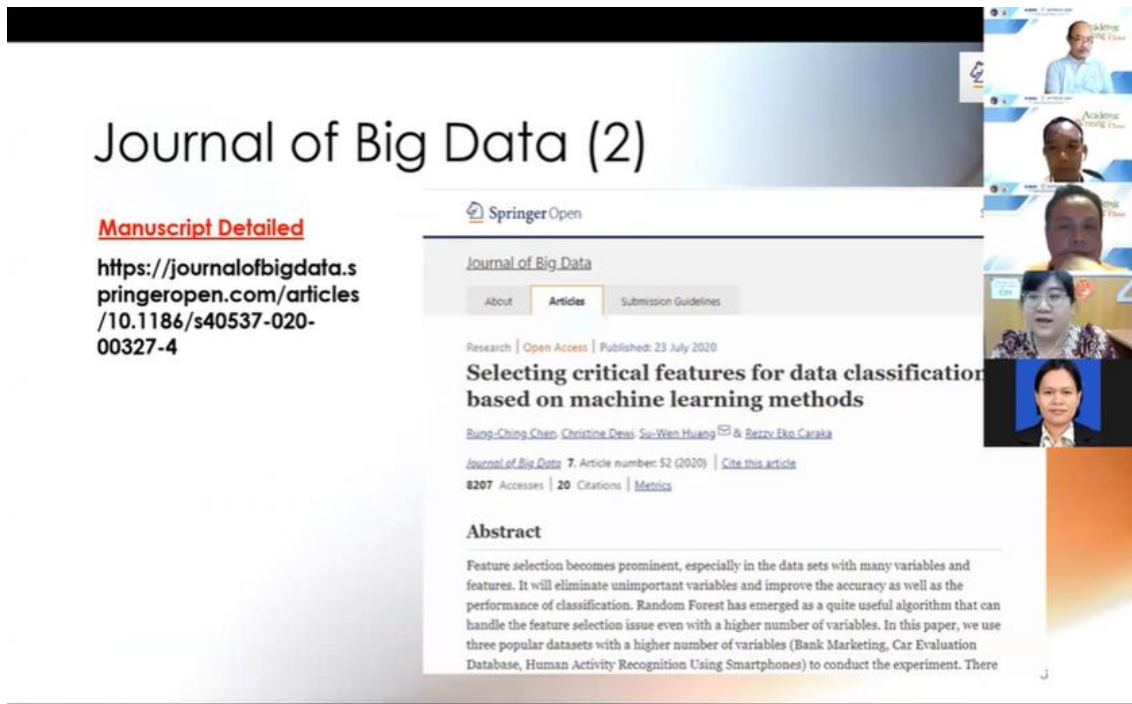 Journal of Big Data (2)
Manuscript Detailed
https://journalofbigdata.s
pringeropen.com/articles
/10.1186/s40537-020-
00327-4
Springer Open
Journal of Big Data
About
Articles
Submission Guidelines
Research | Open Access | Published: 23 July 2020
Selecting critical features for data classification
based on machine learning methods
Rung-Ching Chen, Christine Dewi, Su-Wen Huang & Rezzy Eko Caraka
Journal of Big Data 7, Article number: 52 (2020) | Cite this article
8207 Accesses | 20 Citations | Metrics
Abstract
Feature selection becomes prominent, especially in the data sets with many variables and
features. It will eliminate unimportant variables and improve the accuracy as well as the
performance of classification. Random Forest has emerged as a quite useful algorithm that can
handle the feature selection issue even with a higher number of variables. In this paper, we use
three popular datasets with a higher number of variables (Bank Marketing, Car Evaluation
Database, Human Activity Recognition Using Smartphones) to conduct the experiment. There
Academic